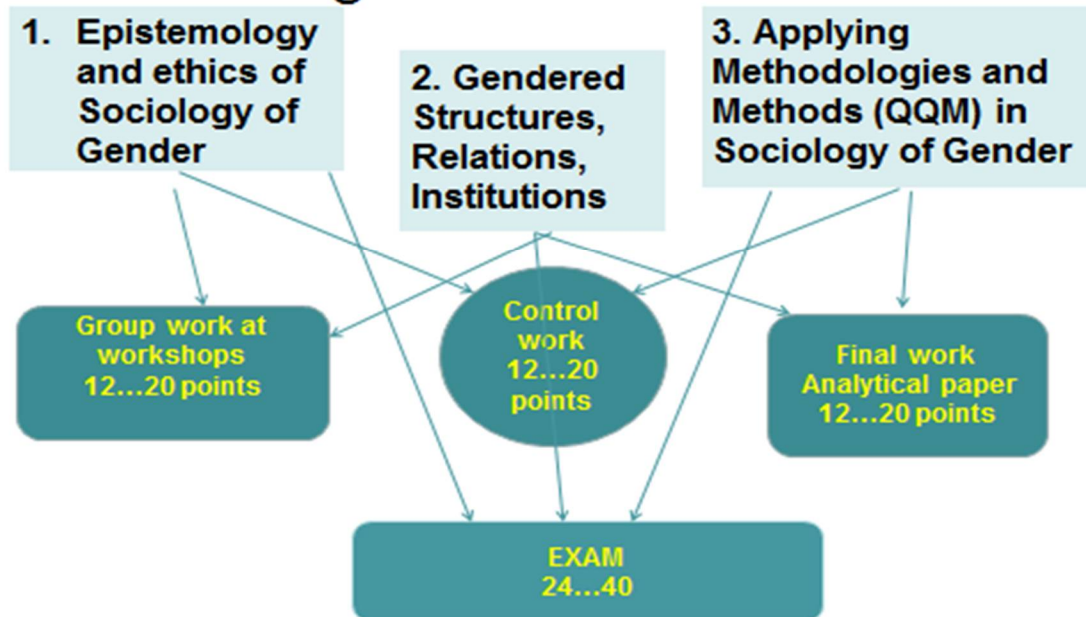 1. Epistemology
and ethics of
Sociology of
Gender
2. Gendered
Structures,
Relations,
Institutions
3. Applying
Methodologies and
Methods (QQM) in
Sociology of Gender
Group work at
workshops
12...20 points
Control
work
12...20
points
Final work
Analytical paper
12...20 points
EXAM
24...40